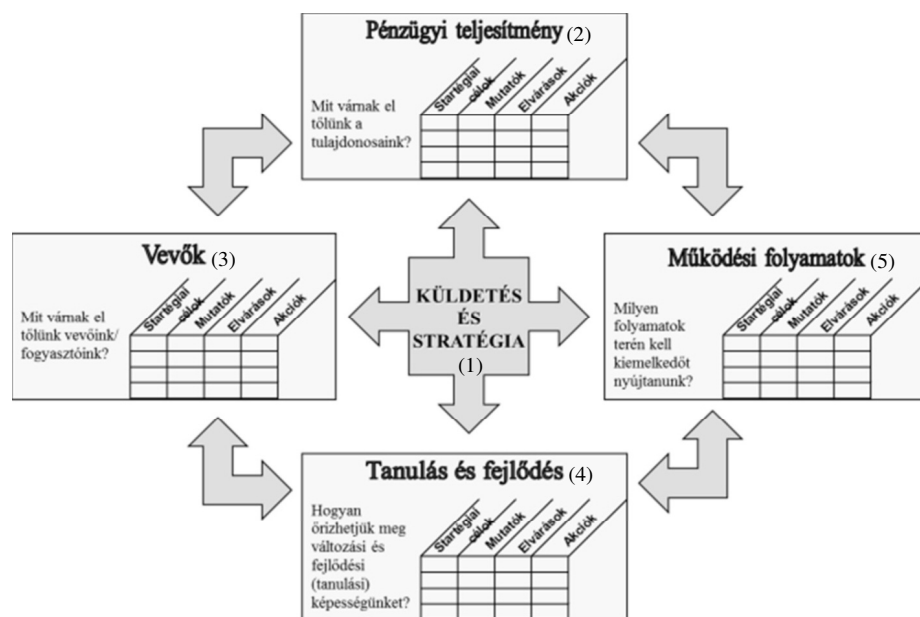 Pénzügyi teljesítmény (2)
Mit várnak el
tőlünk a
tulajdonosaink?
Startégiai
célok
Mutatók
Elvárások
Akciók
Vevők (3)
Mit várnak el
tőlünk vevőink/
fogyasztóink?
Startégiai
célok
Mutatók
Elvárások
Akciók
KÜLDETÉS
ÉS
STRATÉGIA
(1)
Működési folyamatok (5)
Milyen
folyamatok
terén kell
kiemelkedőt
nyújtanunk?
Startégiai
célok
Mutatók
Elvárások
Akciók
Tanulás és fejlődés (4)
Hogyan
őrizhetjük meg
változási és
fejlődési
(tanulási)
képességünket?
Startégiai
célok
Mutatók
Elvárások
Akciók